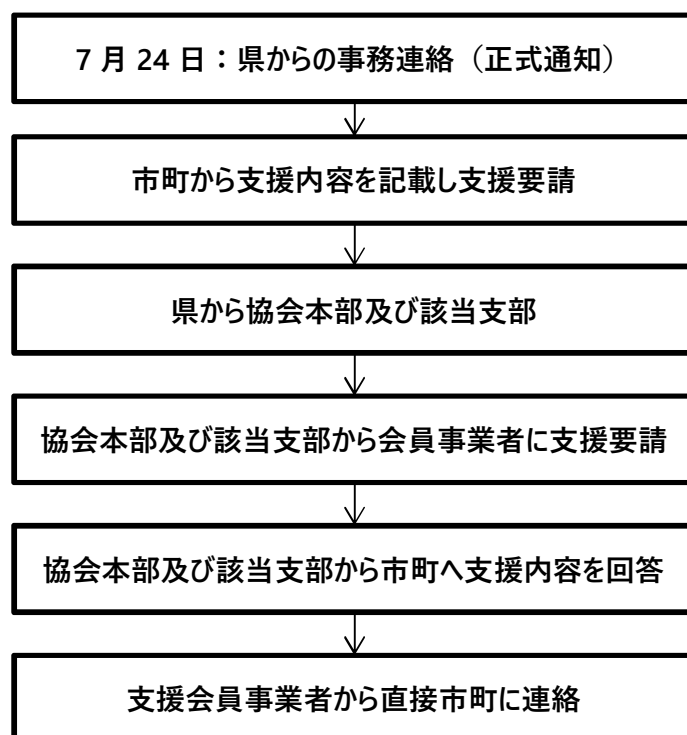 7 月 24 日：県からの事務連絡（正式通知）
市町から支援内容を記載し支援要請
県から協会本部及び該当支部
協会本部及び該当支部から会員事業者に支援要請
協会本部及び該当支部から市町へ支援内容を回答
支援会員事業者から直接市町に連絡